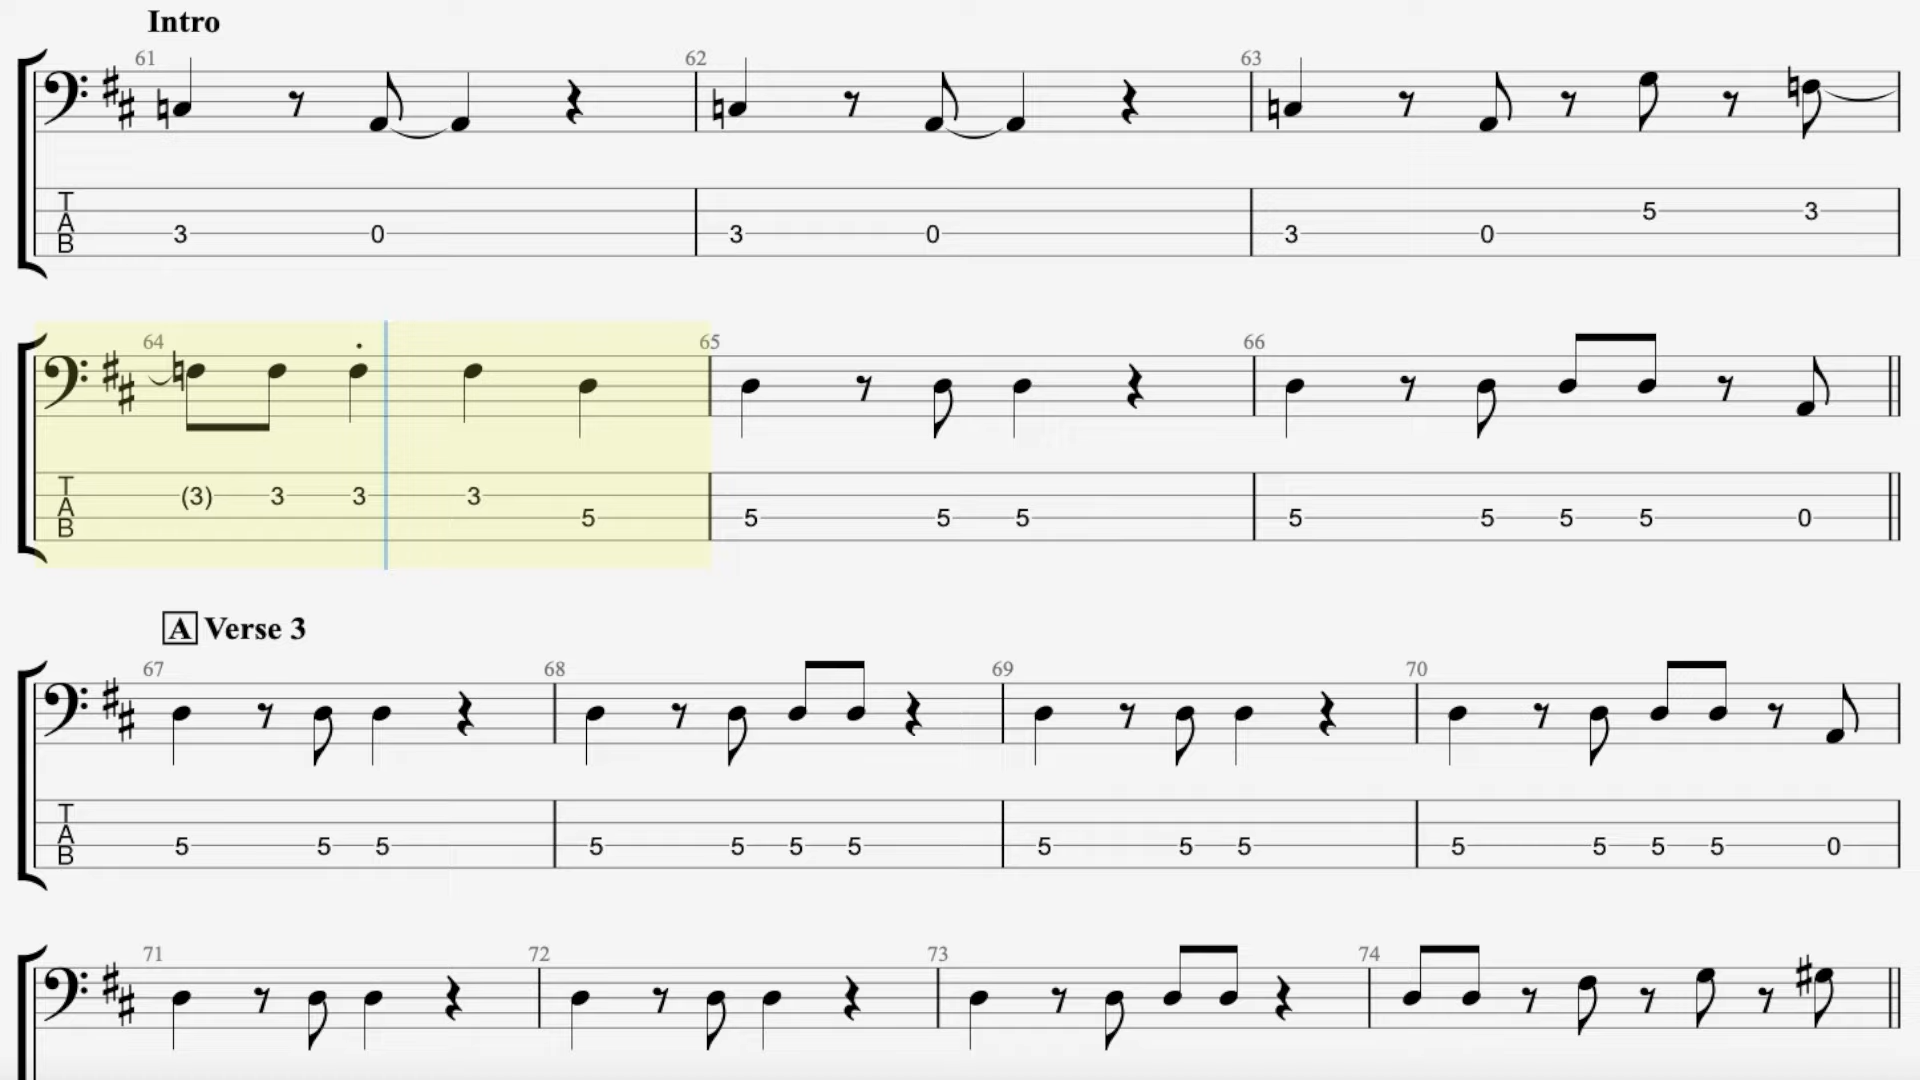 Intro
61 62 63
T
A
B
3 0 3 0 3 0 5 3
64 65 66
T
A
B
(3) 3 3 3 5 5 5 5 5 5 5 5 0
A Verse 3
67 68 69 70
T
A
B
5 5 5 5 5 5 5 5 5 5 5 5 5 5 0
71 72 73 74